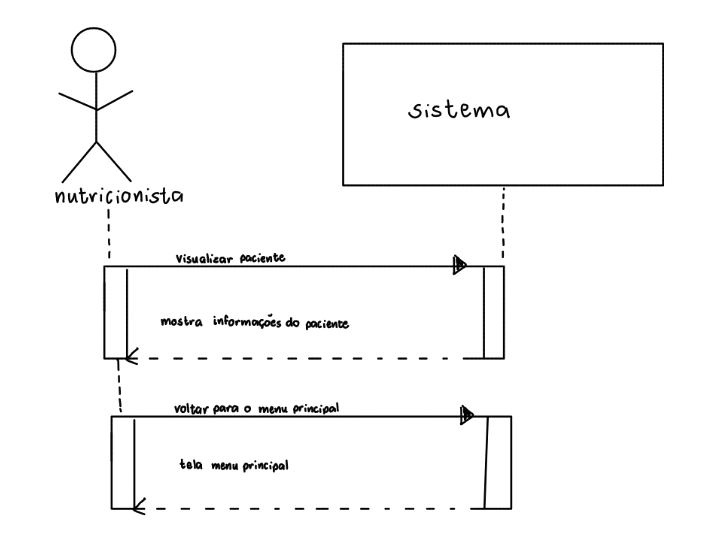 sistema
nutricionista
visualizar paciente
mostra informações do paciente
voltar para o menu principal
tela menu principal